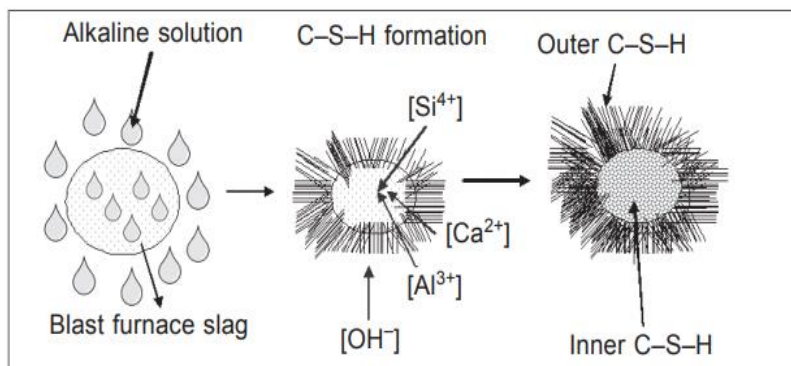 Alkaline solution
C–S–H formation
Outer C–S–H
[Si⁴⁺]
[Ca²⁺]
[Al³⁺]
[OH⁻]
Blast furnace slag
Inner C–S–H